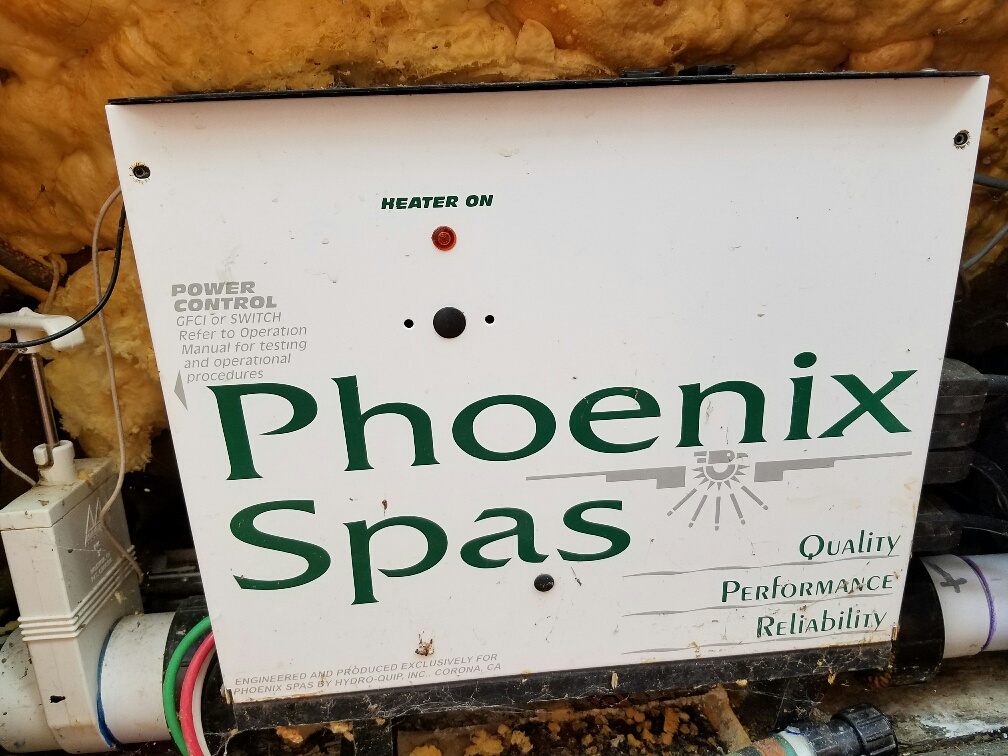 HEATER ON
POWER
CONTROL
GFCI or SWITCH
Refer to Operation
Manual for testing
and operational
procedures
Phoenix
Spas
Quality
Performance
Reliability
ENGINEERED AND PRODUCED EXCLUSIVELY FOR
PHOENIX SPAS BY HYDRO-QUIP, INC., CORONA, CA